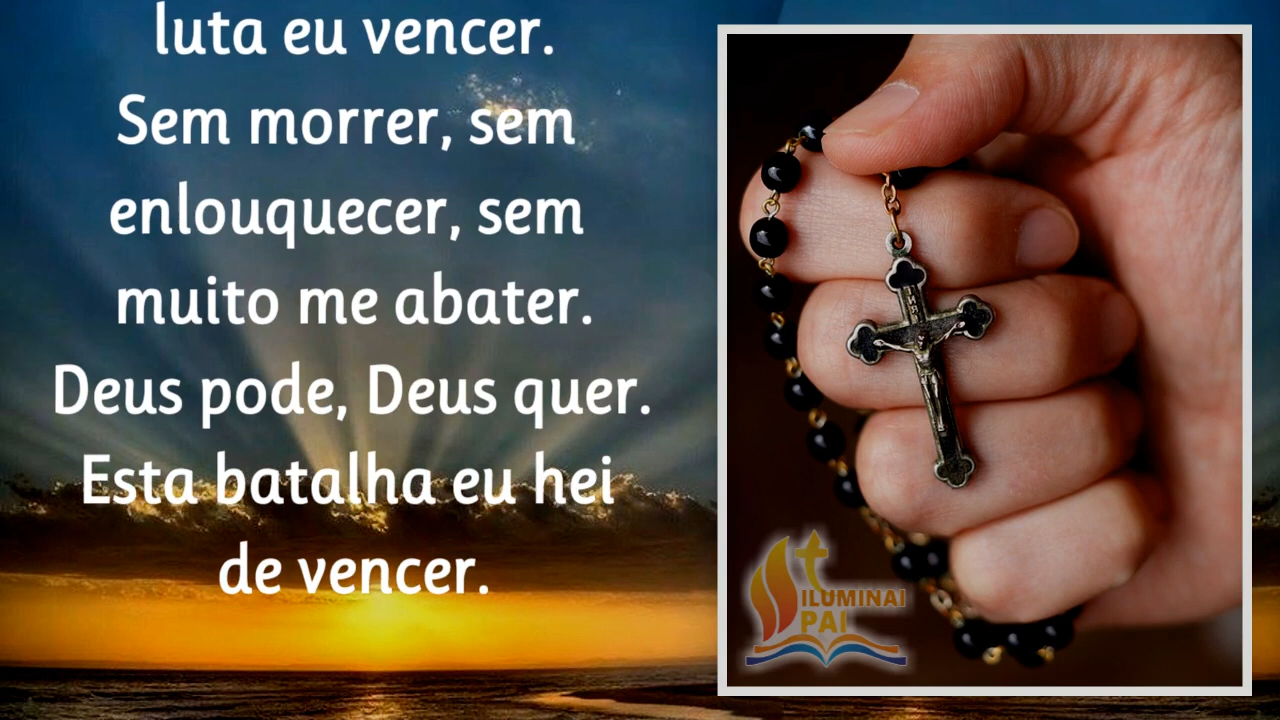 luta eu vencer.
Sem morrer, sem
enlouquecer, sem
muito me abater.
Deus pode, Deus quer.
Esta batalha eu hei
de vencer.
ILUMINAI
PAI